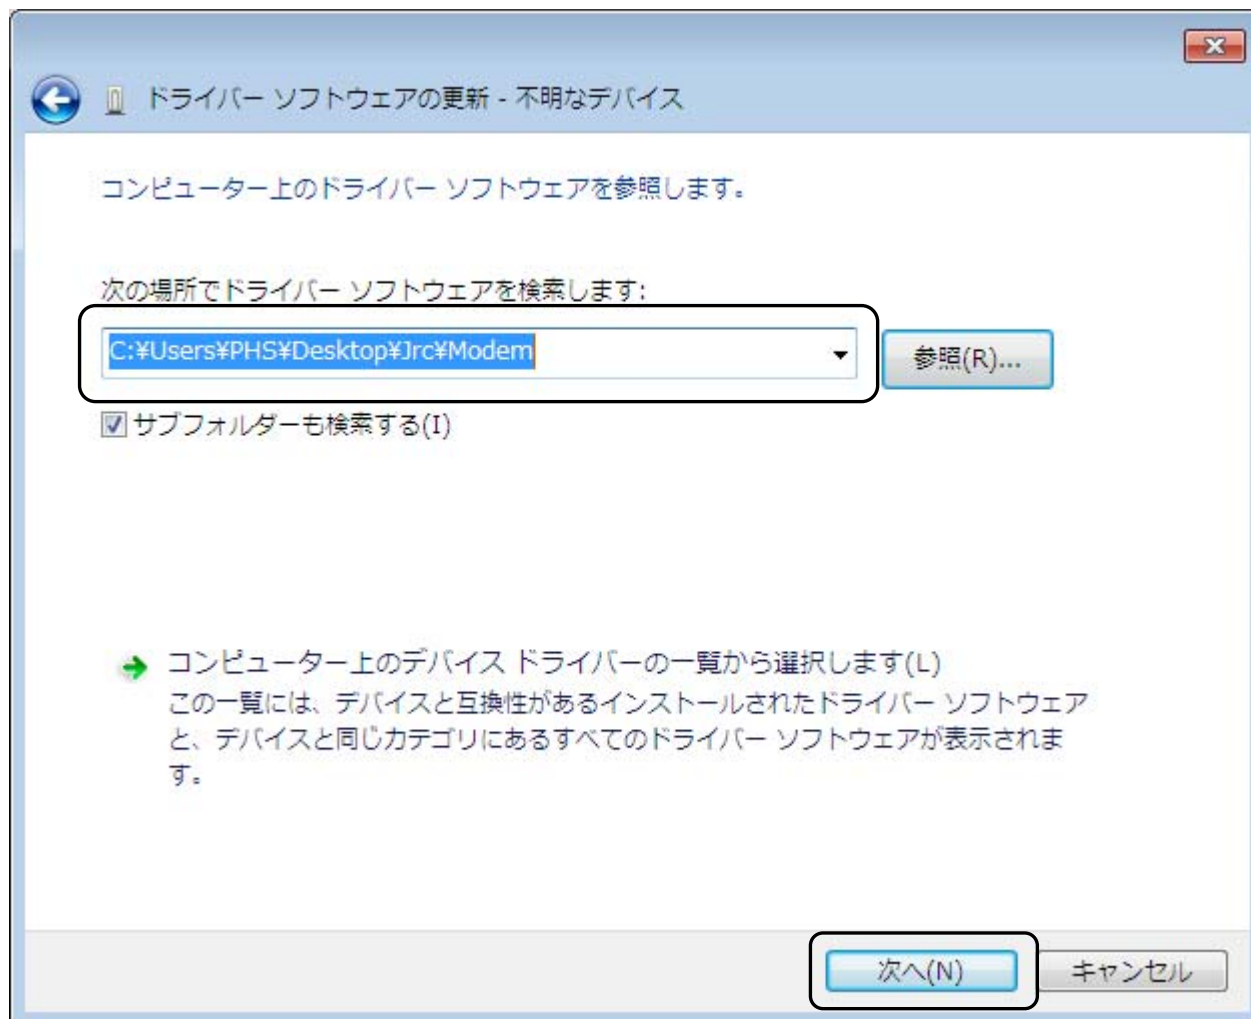 ドライバー ソフトウェアの更新 - 不明なデバイス
コンピューター上のドライバー ソフトウェアを参照します。
次の場所でドライバー ソフトウェアを検索します:
C:¥Users¥PHS¥Desktop¥Jrc¥Modem
参照(R)...
サブフォルダーも検索する(I)
コンピューター上のデバイス ドライバーの一覧から選択します(L)
この一覧には、デバイスと互換性があるインストールされたドライバー ソフトウェア
と、デバイスと同じカテゴリにあるすべてのドライバー ソフトウェアが表示されま
す。
次へ(N)
キャンセル